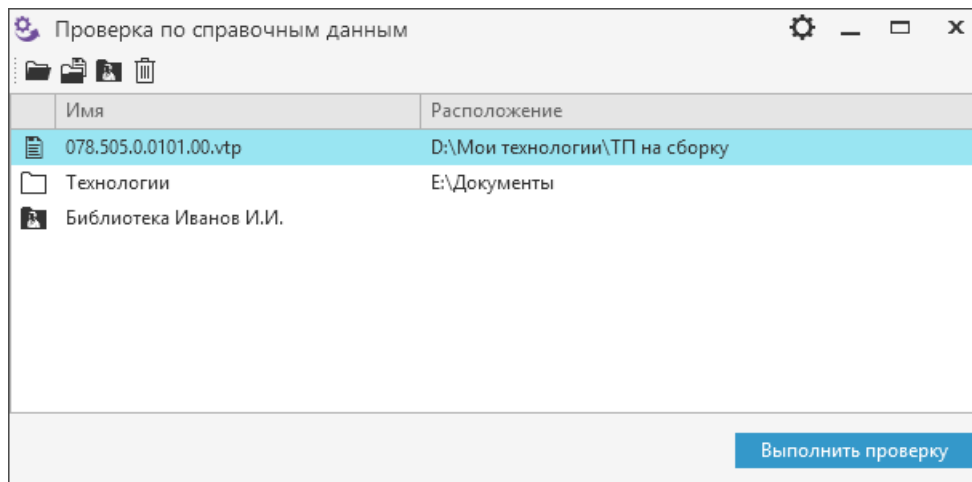 Проверка по справочным данным
Имя Расположение
078.505.0.0101.00.vtp D:\Мои технологии\ТП на сборку
Технологии E:\Документы
Библиотека Иванов И.И.
Выполнить проверку